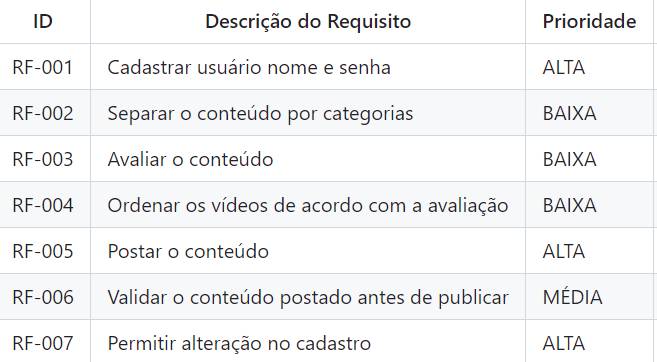 ID Descrição do Requisito Prioridade
RF-001 Cadastrar usuário nome e senha ALTA
RF-002 Separar o conteúdo por categorias BAIXA
RF-003 Avaliar o conteúdo BAIXA
RF-004 Ordenar os vídeos de acordo com a avaliação BAIXA
RF-005 Postar o conteúdo ALTA
RF-006 Validar o conteúdo postado antes de publicar MÉDIA
RF-007 Permitir alteração no cadastro ALTA